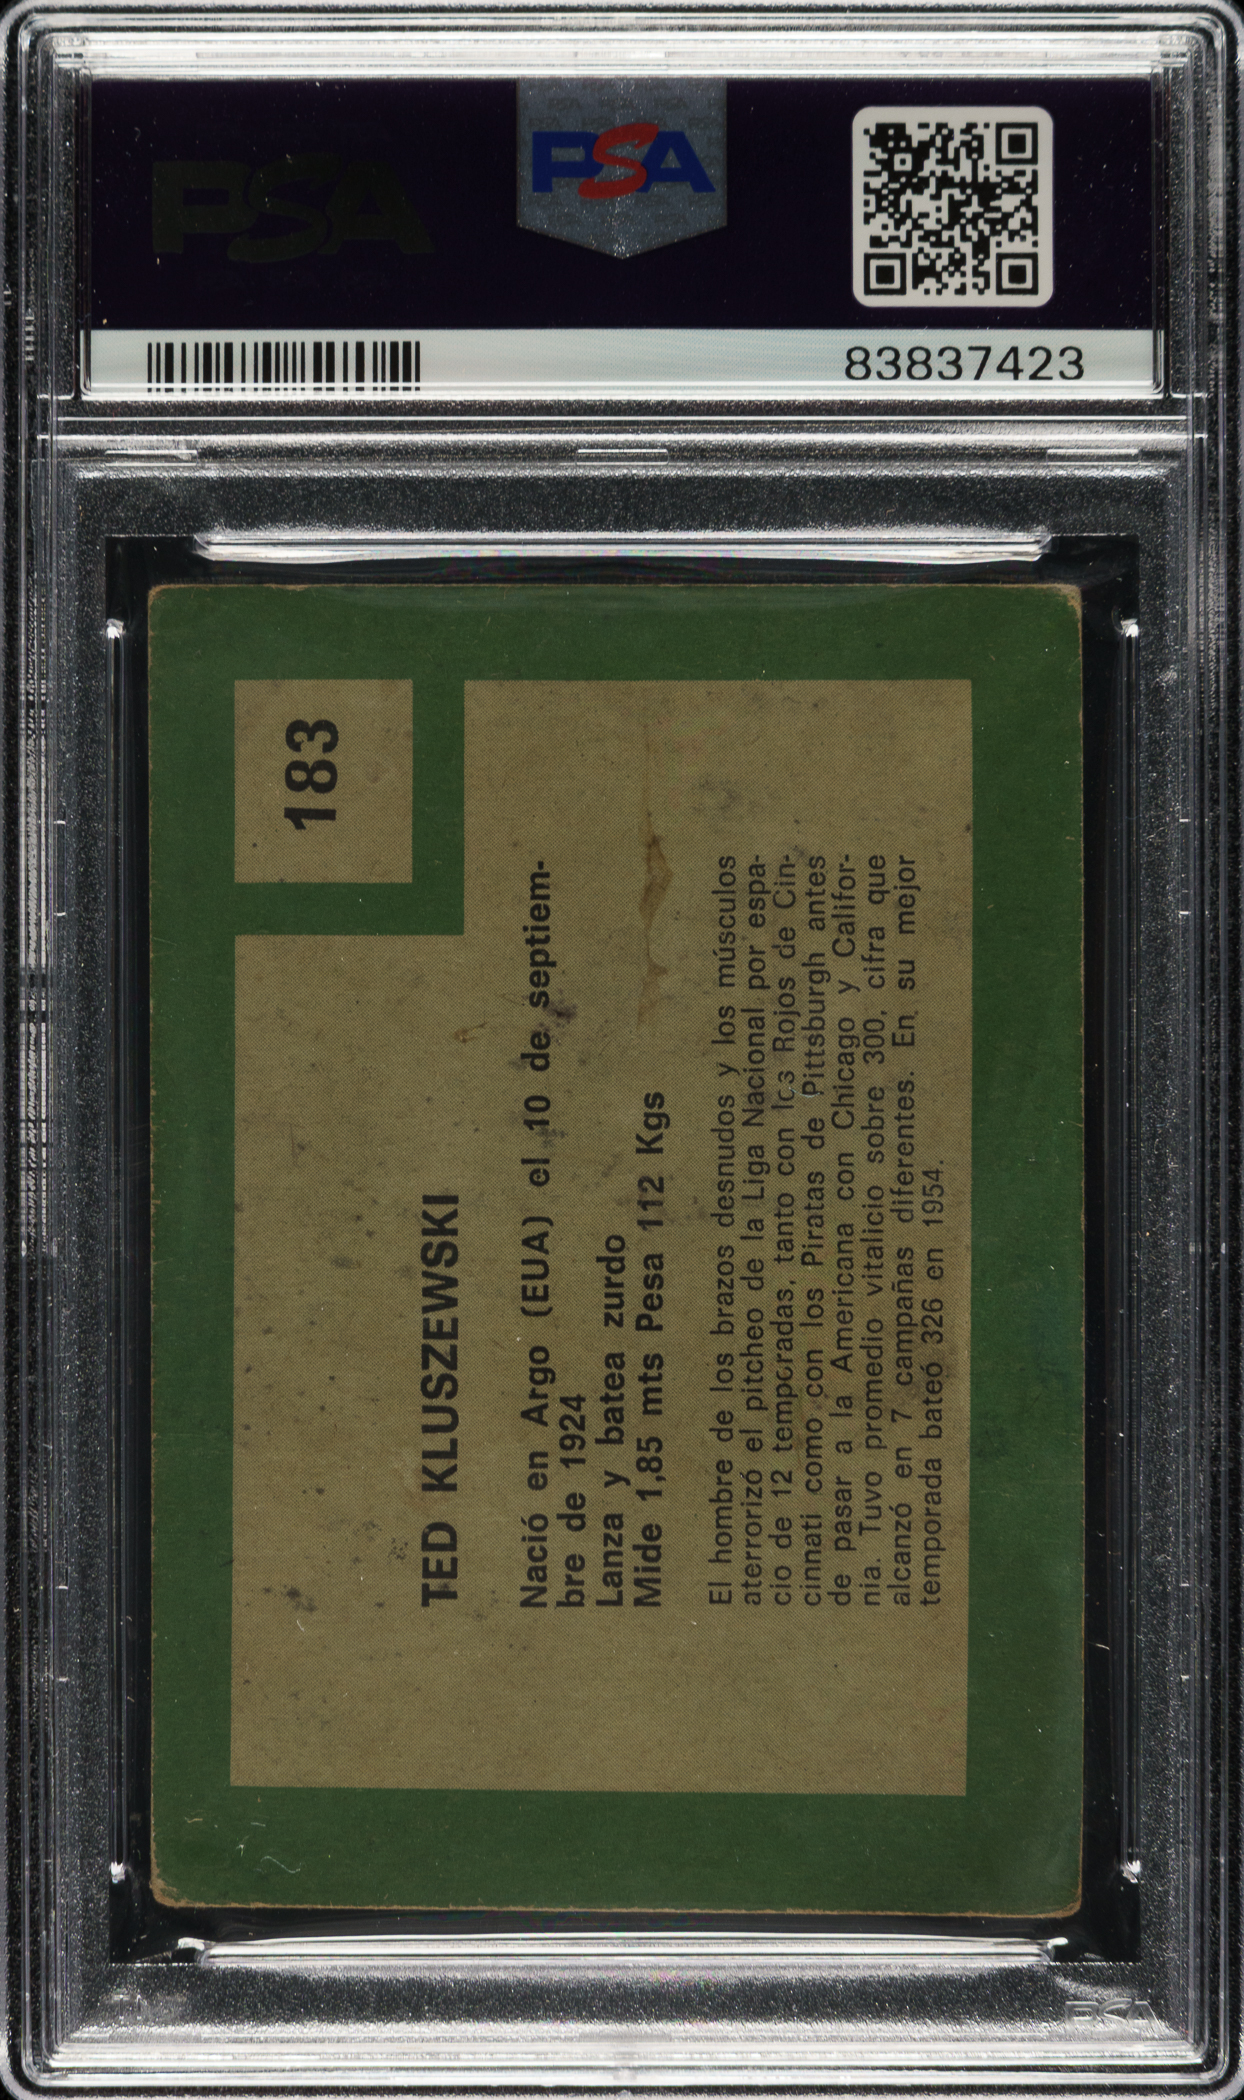 PSA
PSA
83837423
183
TED KLUSZEWSKI
Nació en Argo (EUA) el 10 de septiem-
bre de 1924
Lanza y batea zurdo
Mide 1,85 mts Pesa 112 Kgs
El hombre de los brazos desnudos y los músculos
aterrorizó el pitcheo de la Liga Nacional por espa-
cio de 12 temporadas, tanto con los Rojos de Cin-
cinnati como con los Piratas de Pittsburgh antes
de pasar a la Americana con Chicago y Califor-
nia. Tuvo promedio vitalicio sobre 300, cifra que
alcanzó en 7 campañas diferentes. En su mejor
temporada bateó 326 en 1954.
PSA